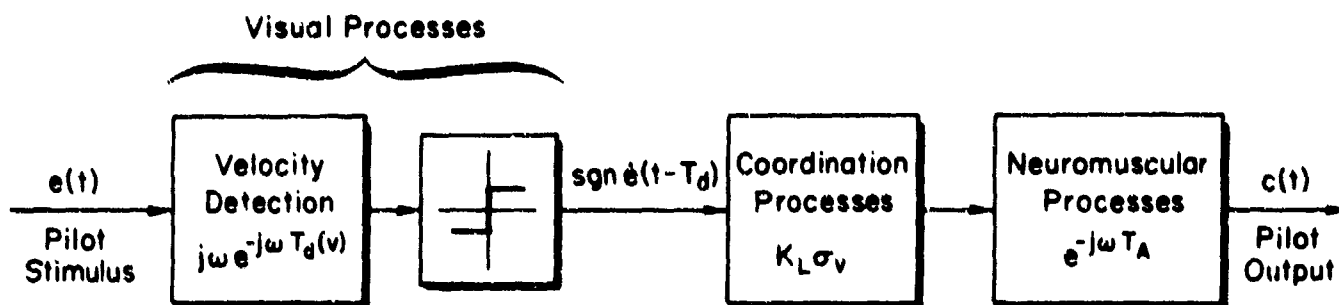 Visual Processes
e(t)
Pilot
Stimulus
Velocity
Detection
jω e^{-jω T_d(v)}
sgn ė(t - T_d)
Coordination
Processes
K_L σ_v
Neuromuscular
Processes
e^{-jω T_A}
c(t)
Pilot
Output